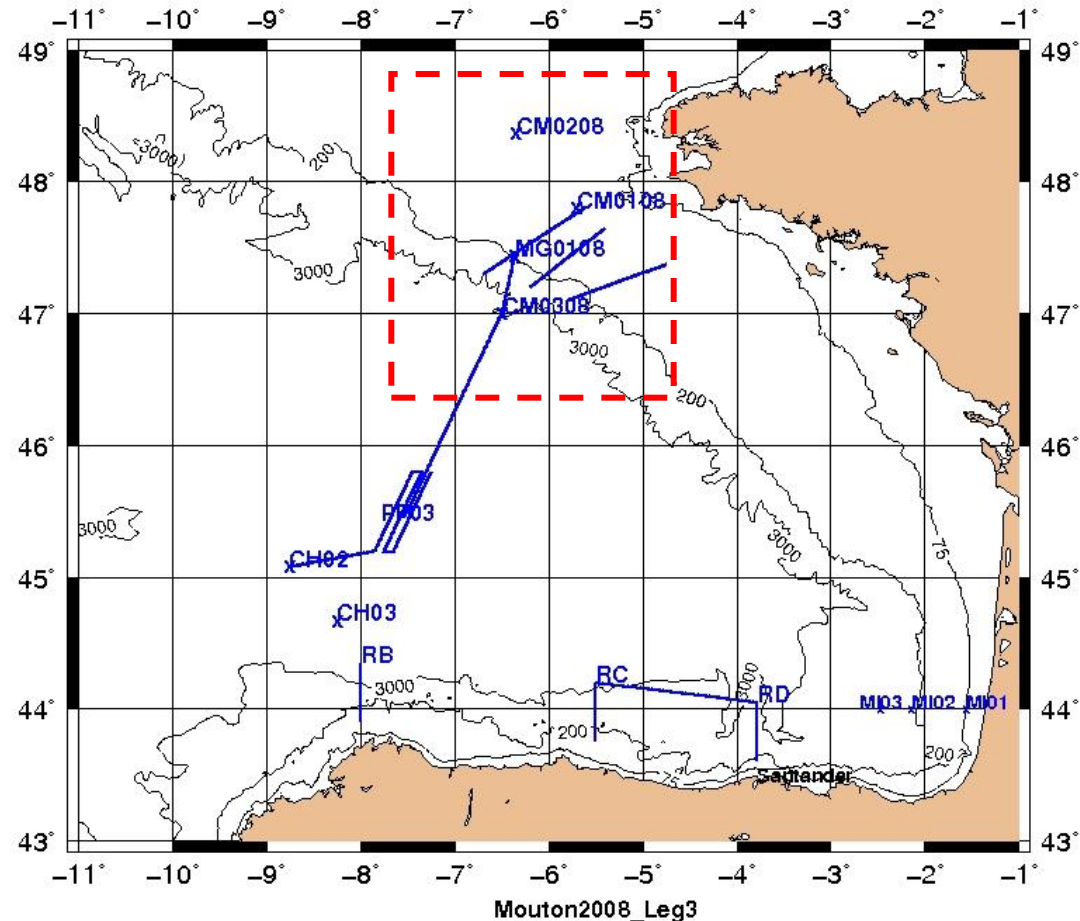 −11° −10° −9° −8° −7° −6° −5° −4° −3° −2° −1°
49° 49°
CM0208
3000
200
48° 48°
CM0108
MG0108
3000
CM0308
47° 47°
3000
200
46° 46°
PP03
3000
3000
75
CH02
45° 45°
CH03
RB
RC
3000
3000
RD
MI03 MI02 MI01
44° 44°
200
200
Santander
43° 43°
−11° −10° −9° −8° −7° −6° −5° −4° −3° −2° −1°
Mouton2008_Leg3